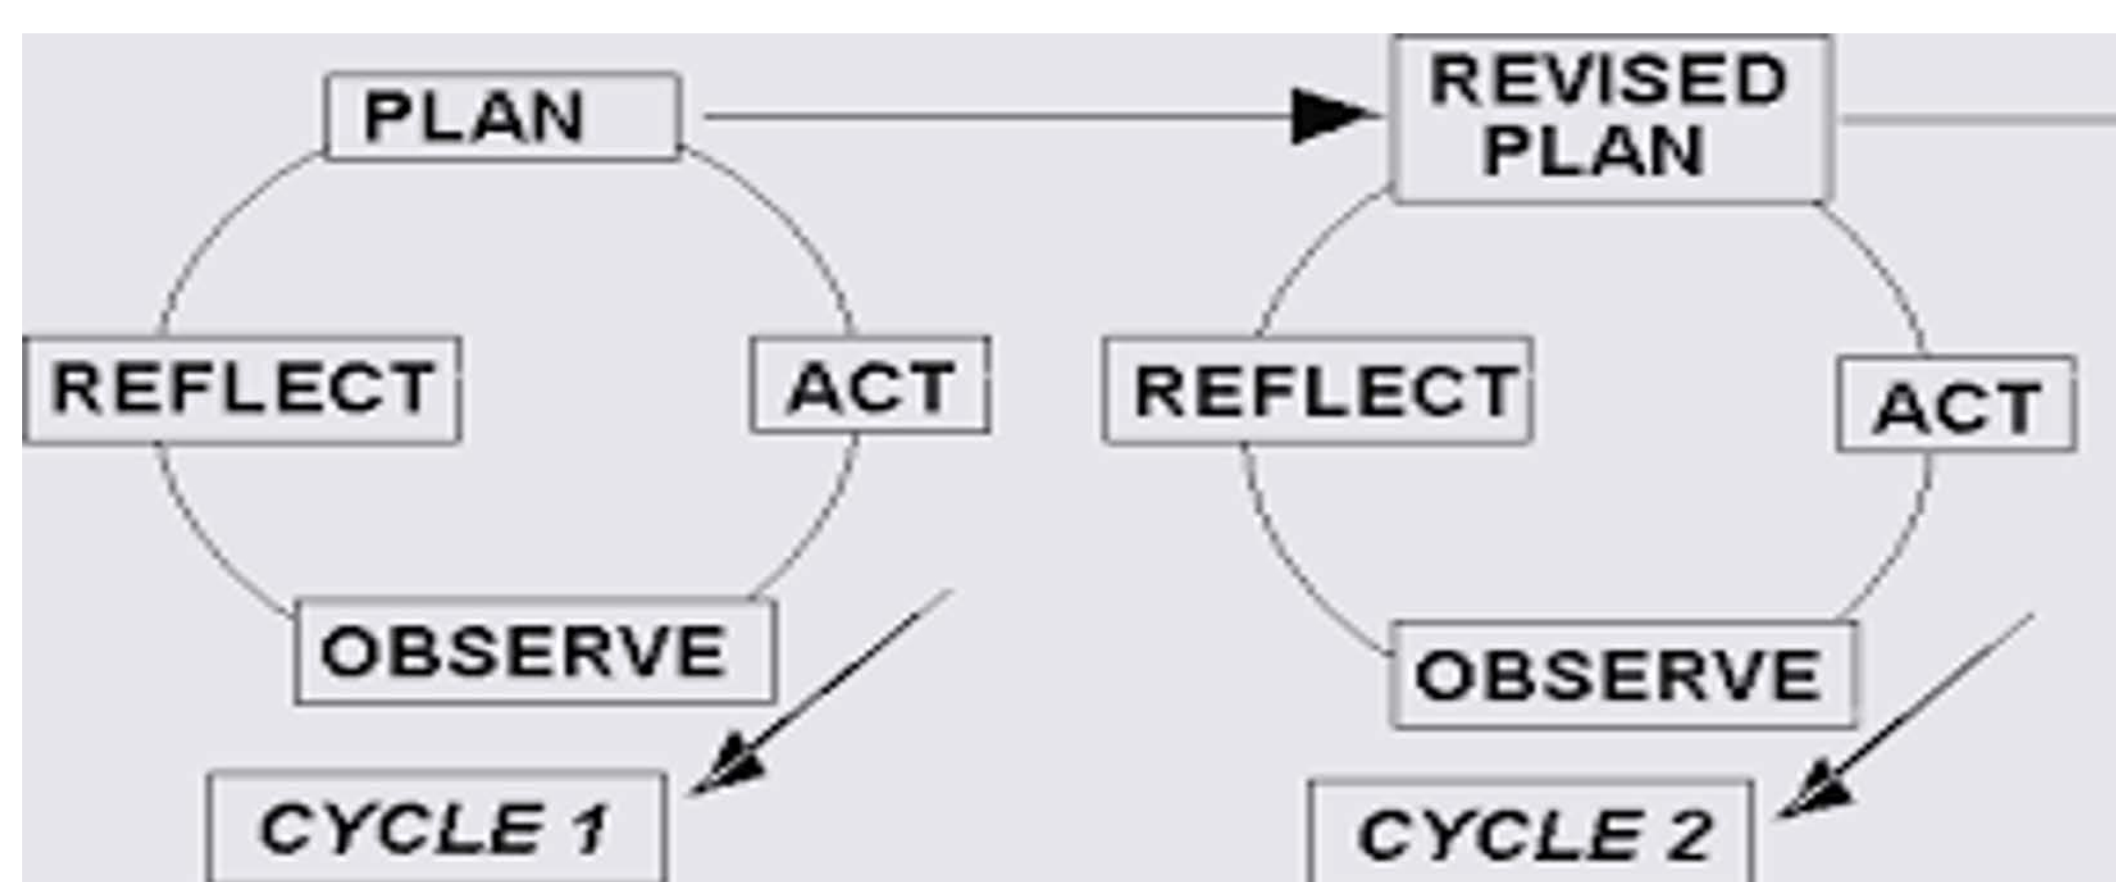 PLAN
REVISED
PLAN
REFLECT
ACT
REFLECT
ACT
OBSERVE
OBSERVE
CYCLE 1
CYCLE 2